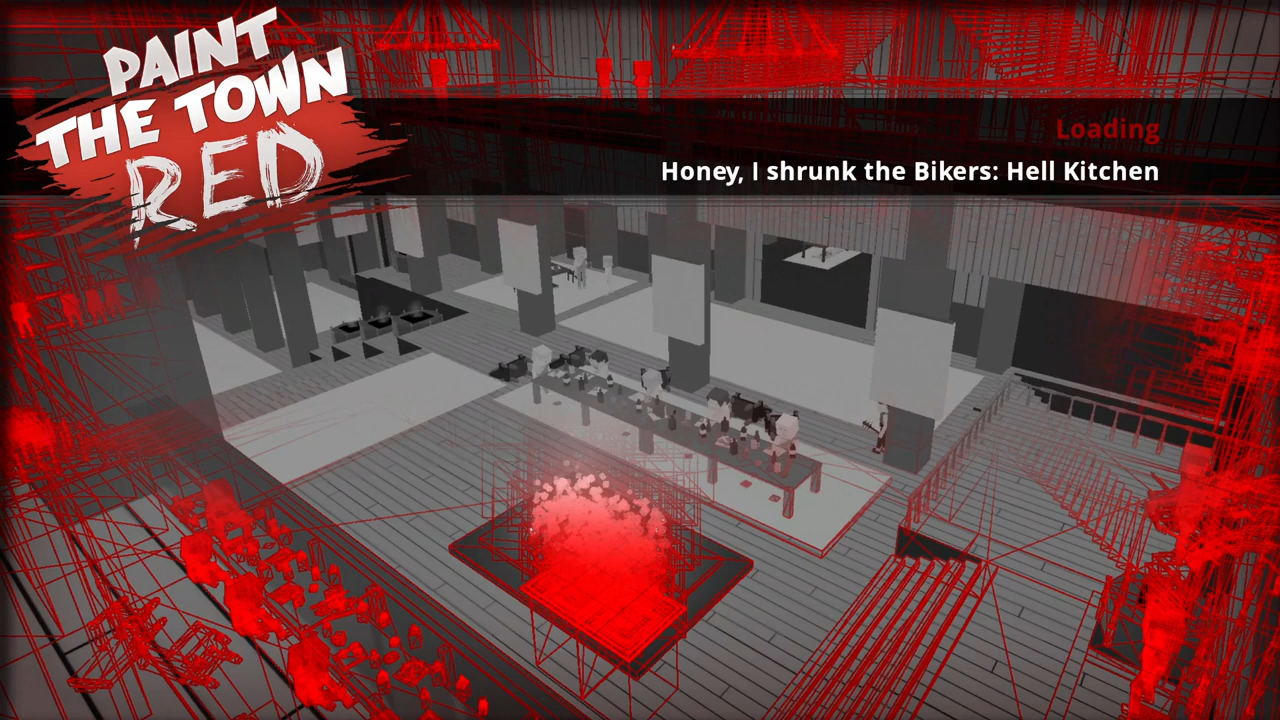 PAINT
THE TOWN
RED
Loading
Honey, I shrunk the Bikers: Hell Kitchen